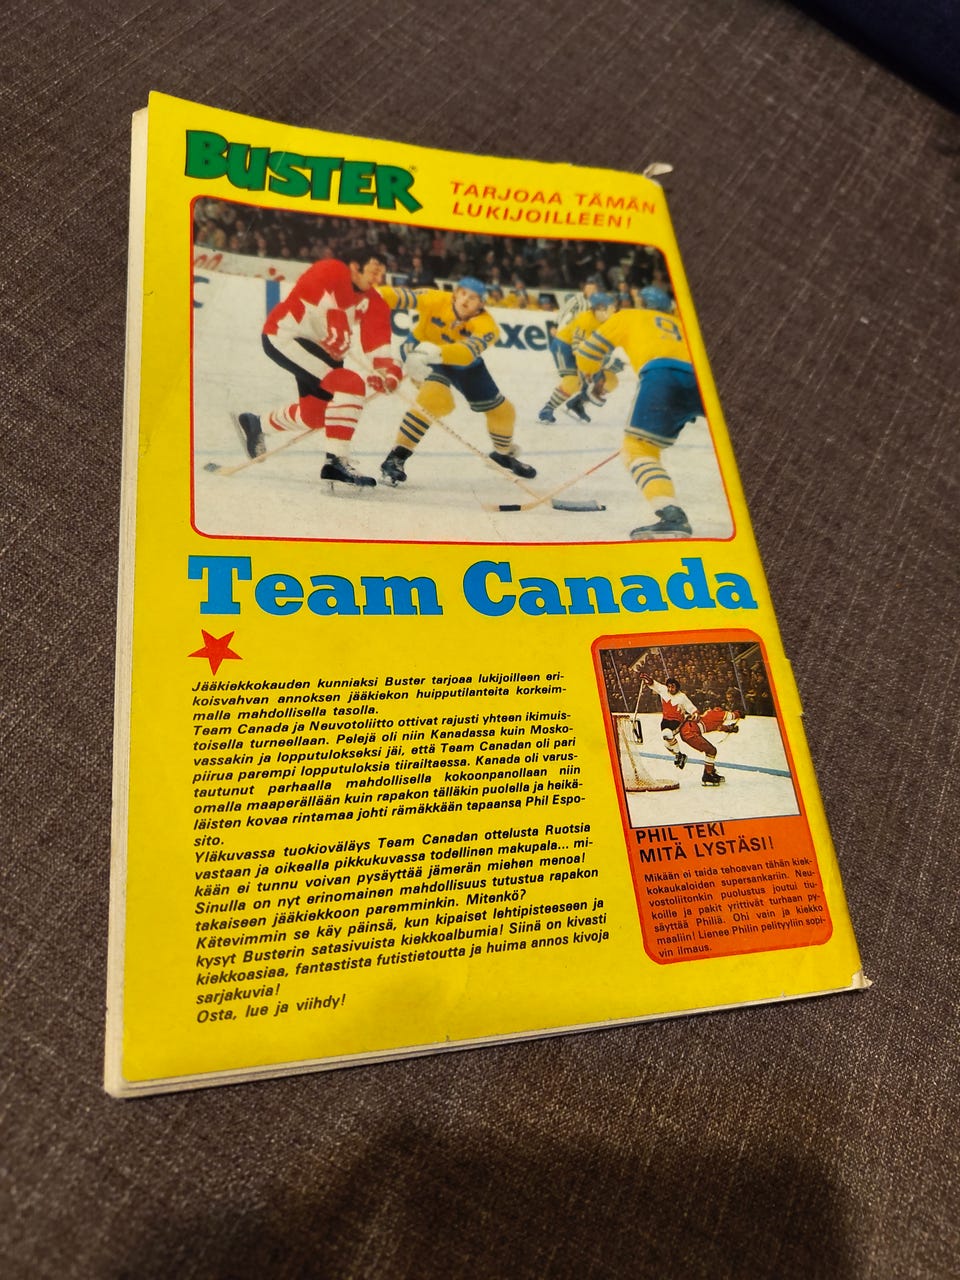 BUSTER®
TARJOAA TÄMÄN
LUKIJOILLEEN!
9
Team Canada
Jääkiekkokauden kunniaksi Buster tarjoaa lukijoilleen eri-
koisvahvan annoksen jääkiekon huipputilanteita korkeim-
malla mahdollisella tasolla.
Team Canada ja Neuvotoliitto ottivat rajusti yhteen ikimuis-
toisella turneellaan. Pelejä oli niin Kanadassa kuin Mosko-
vassakin ja lopputulokseksi jäi, että Team Canadan oli pari
piirua parempi lopputuloksia tiirailtaessa. Kanada oli varus-
tautunut parhaalla mahdollisella kokoonpanollaan niin
omalla maaperällään kuin rapakon tälläkin puolella ja heikä-
läisten kovaa rintamaa johti rämäkkään tapaansa Phil Espo-
sito.
Yläkuvassa tuokioväläys Team Canadan ottelusta Ruotsia
vastaan ja oikealla pikkukuvassa todellinen makupala... mi-
kään ei tunnu voivan pysäyttää jämerän miehen menoa!
Sinulla on nyt erinomainen mahdollisuus tutustua rapakon
takaiseen jääkiekkoon paremminkin. Mitenkö?
Kätevimmin se käy päinsä, kun kipaiset lehtipisteeseen ja
kysyt Busterin satasivuista kiekkoalbumia! Siinä on kivasti
kiekkoasiaa, fantastista futistietoutta ja huima annos kivoja
sarjakuvia!
Osta, lue ja viihdy!
PHIL TEKI
MITÄ LYSTÄSI!
Mikään ei taida tehoavan tähän kiek-
kokaukaloiden supersankariin. Neu-
vostoliitonkin puolustus joutui tiu-
koille ja pakit yrittivät turhaan py-
säyttää Philiä. Ohi vain ja kiekko
maaliin! Lienee Philin pelityyliin sopi-
vin ilmaus.